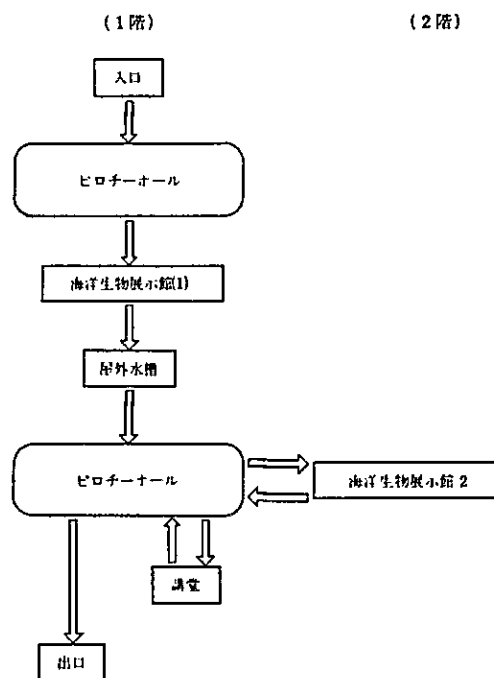 (1階)
(2階)
入口
ピロチーホール
海洋生物展示館(1)
屋外水槽
ピロチーホール
海洋生物展示館2
講堂
出口